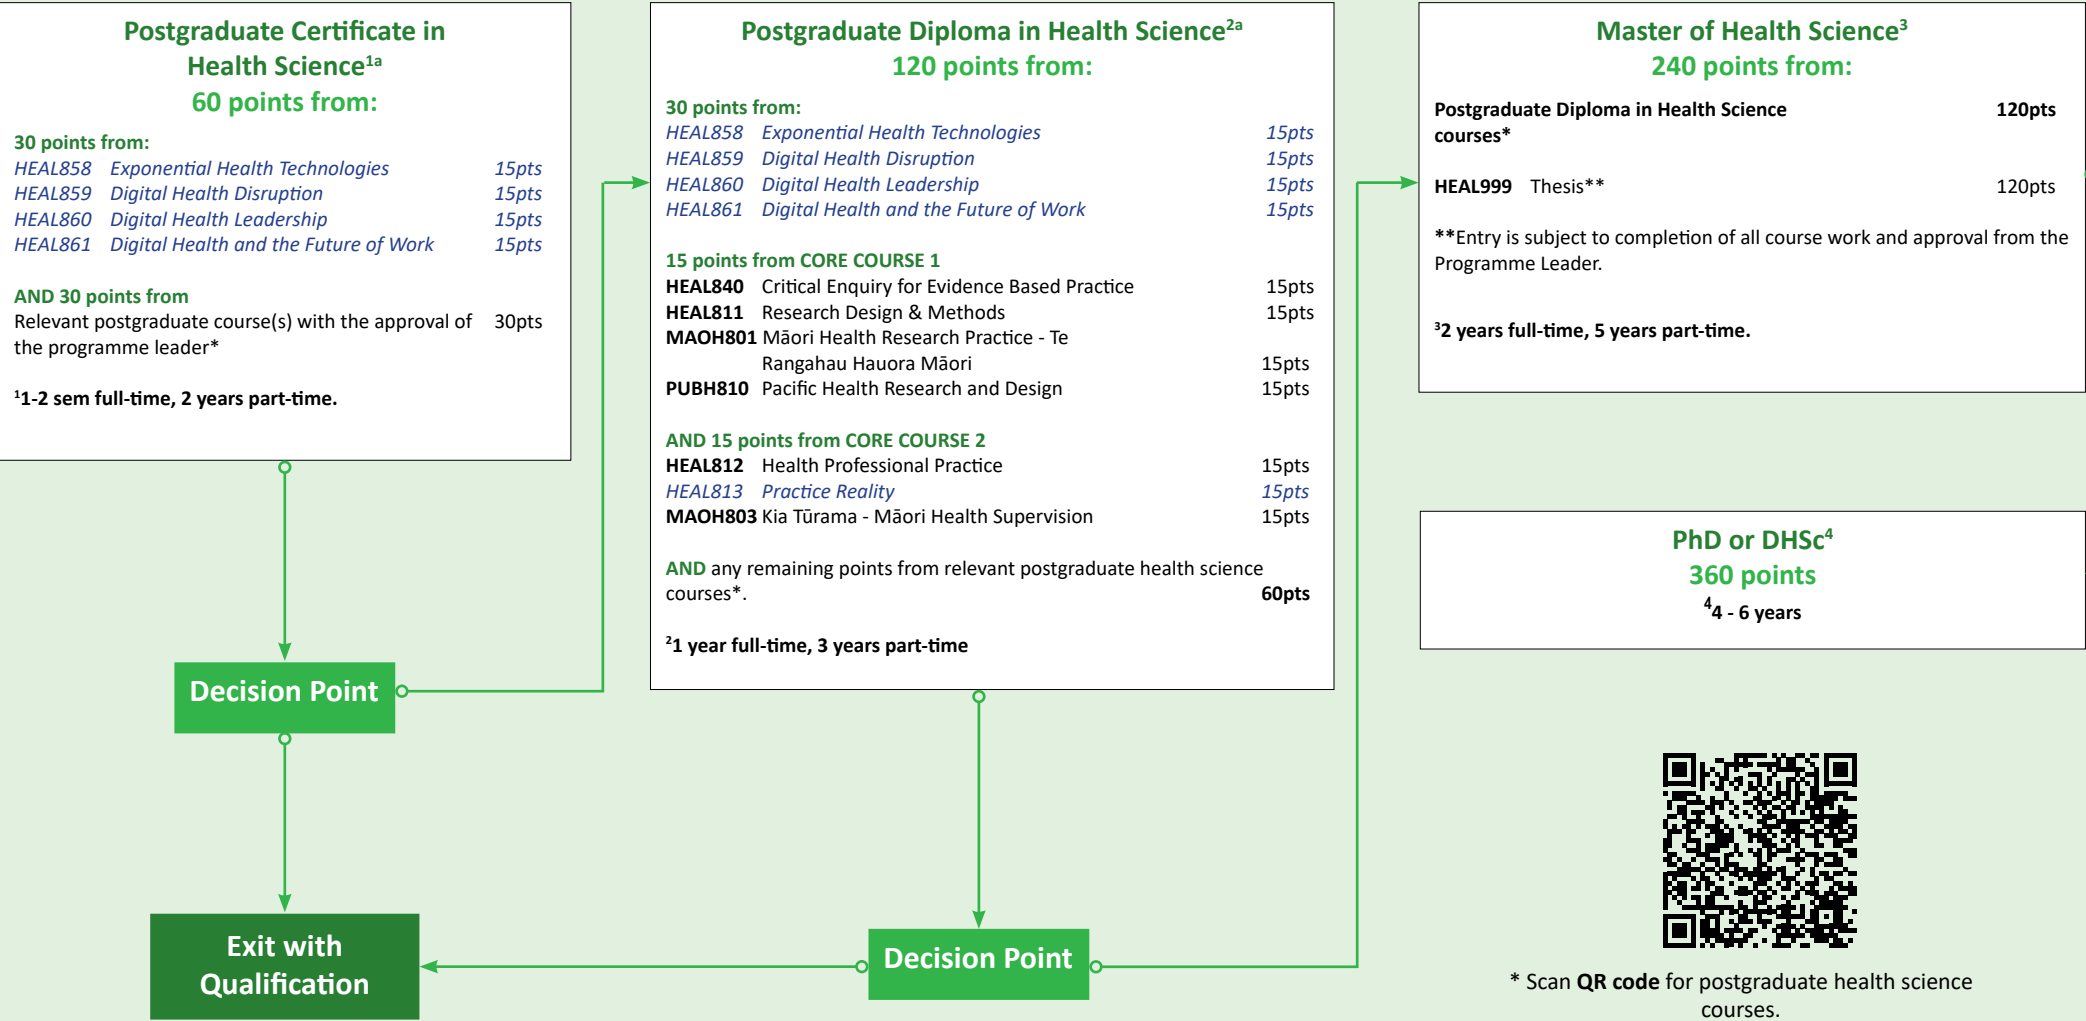 Postgraduate Certificate in
Health Science1a
60 points from:
30 points from:
HEAL858 Exponential Health Technologies 15pts
HEAL859 Digital Health Disruption 15pts
HEAL860 Digital Health Leadership 15pts
HEAL861 Digital Health and the Future of Work 15pts
AND 30 points from
Relevant postgraduate course(s) with the approval of 30pts
the programme leader*
11-2 sem full-time, 2 years part-time.
Decision Point
Exit with
Qualification
Postgraduate Diploma in Health Science2a
120 points from:
30 points from:
HEAL858 Exponential Health Technologies 15pts
HEAL859 Digital Health Disruption 15pts
HEAL860 Digital Health Leadership 15pts
HEAL861 Digital Health and the Future of Work 15pts
15 points from CORE COURSE 1
HEAL840 Critical Enquiry for Evidence Based Practice 15pts
HEAL811 Research Design & Methods 15pts
MAOH801 Māori Health Research Practice - Te
Rangahau Hauora Māori 15pts
PUBH810 Pacific Health Research and Design 15pts
AND 15 points from CORE COURSE 2
HEAL812 Health Professional Practice 15pts
HEAL813 Practice Reality 15pts
MAOH803 Kia Tūrama - Māori Health Supervision 15pts
AND any remaining points from relevant postgraduate health science
courses*. 60pts
21 year full-time, 3 years part-time
Decision Point
Master of Health Science3
240 points from:
Postgraduate Diploma in Health Science 120pts
courses*
HEAL999 Thesis** 120pts
**Entry is subject to completion of all course work and approval from the
Programme Leader.
32 years full-time, 5 years part-time.
PhD or DHSc4
360 points
44 - 6 years
* Scan QR code for postgraduate health science
courses.